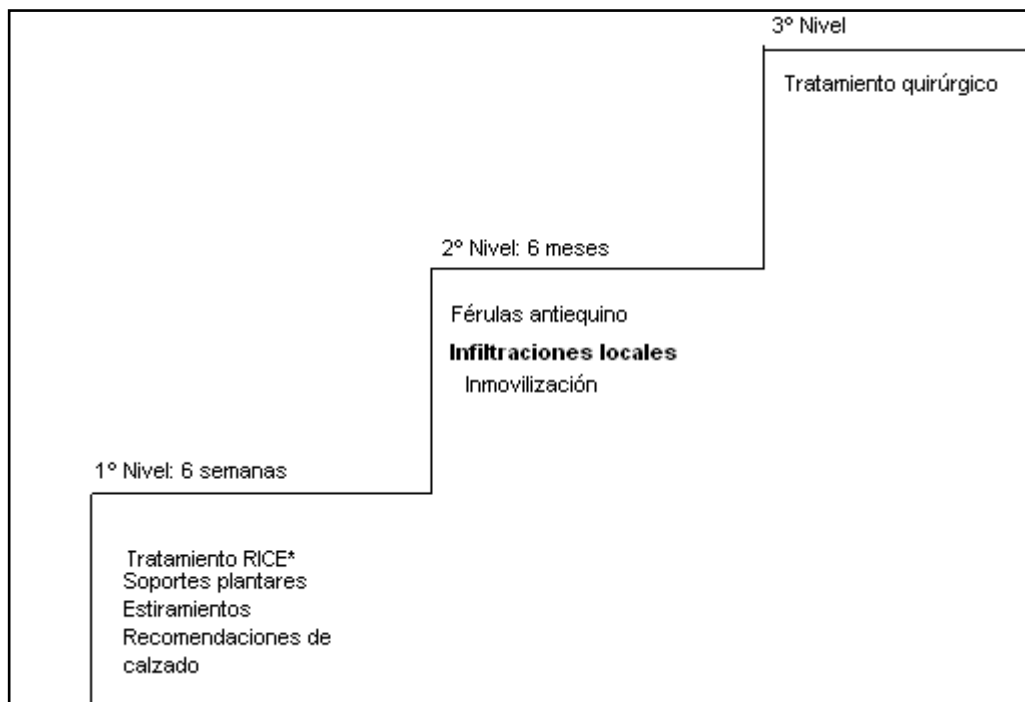 3º Nivel
Tratamiento quirúrgico
2º Nivel: 6 meses
Férulas antiequino
Infiltraciones locales
Inmovilización
1º Nivel: 6 semanas
Tratamiento RICE*
Soportes plantares
Estiramientos
Recomendaciones de
calzado